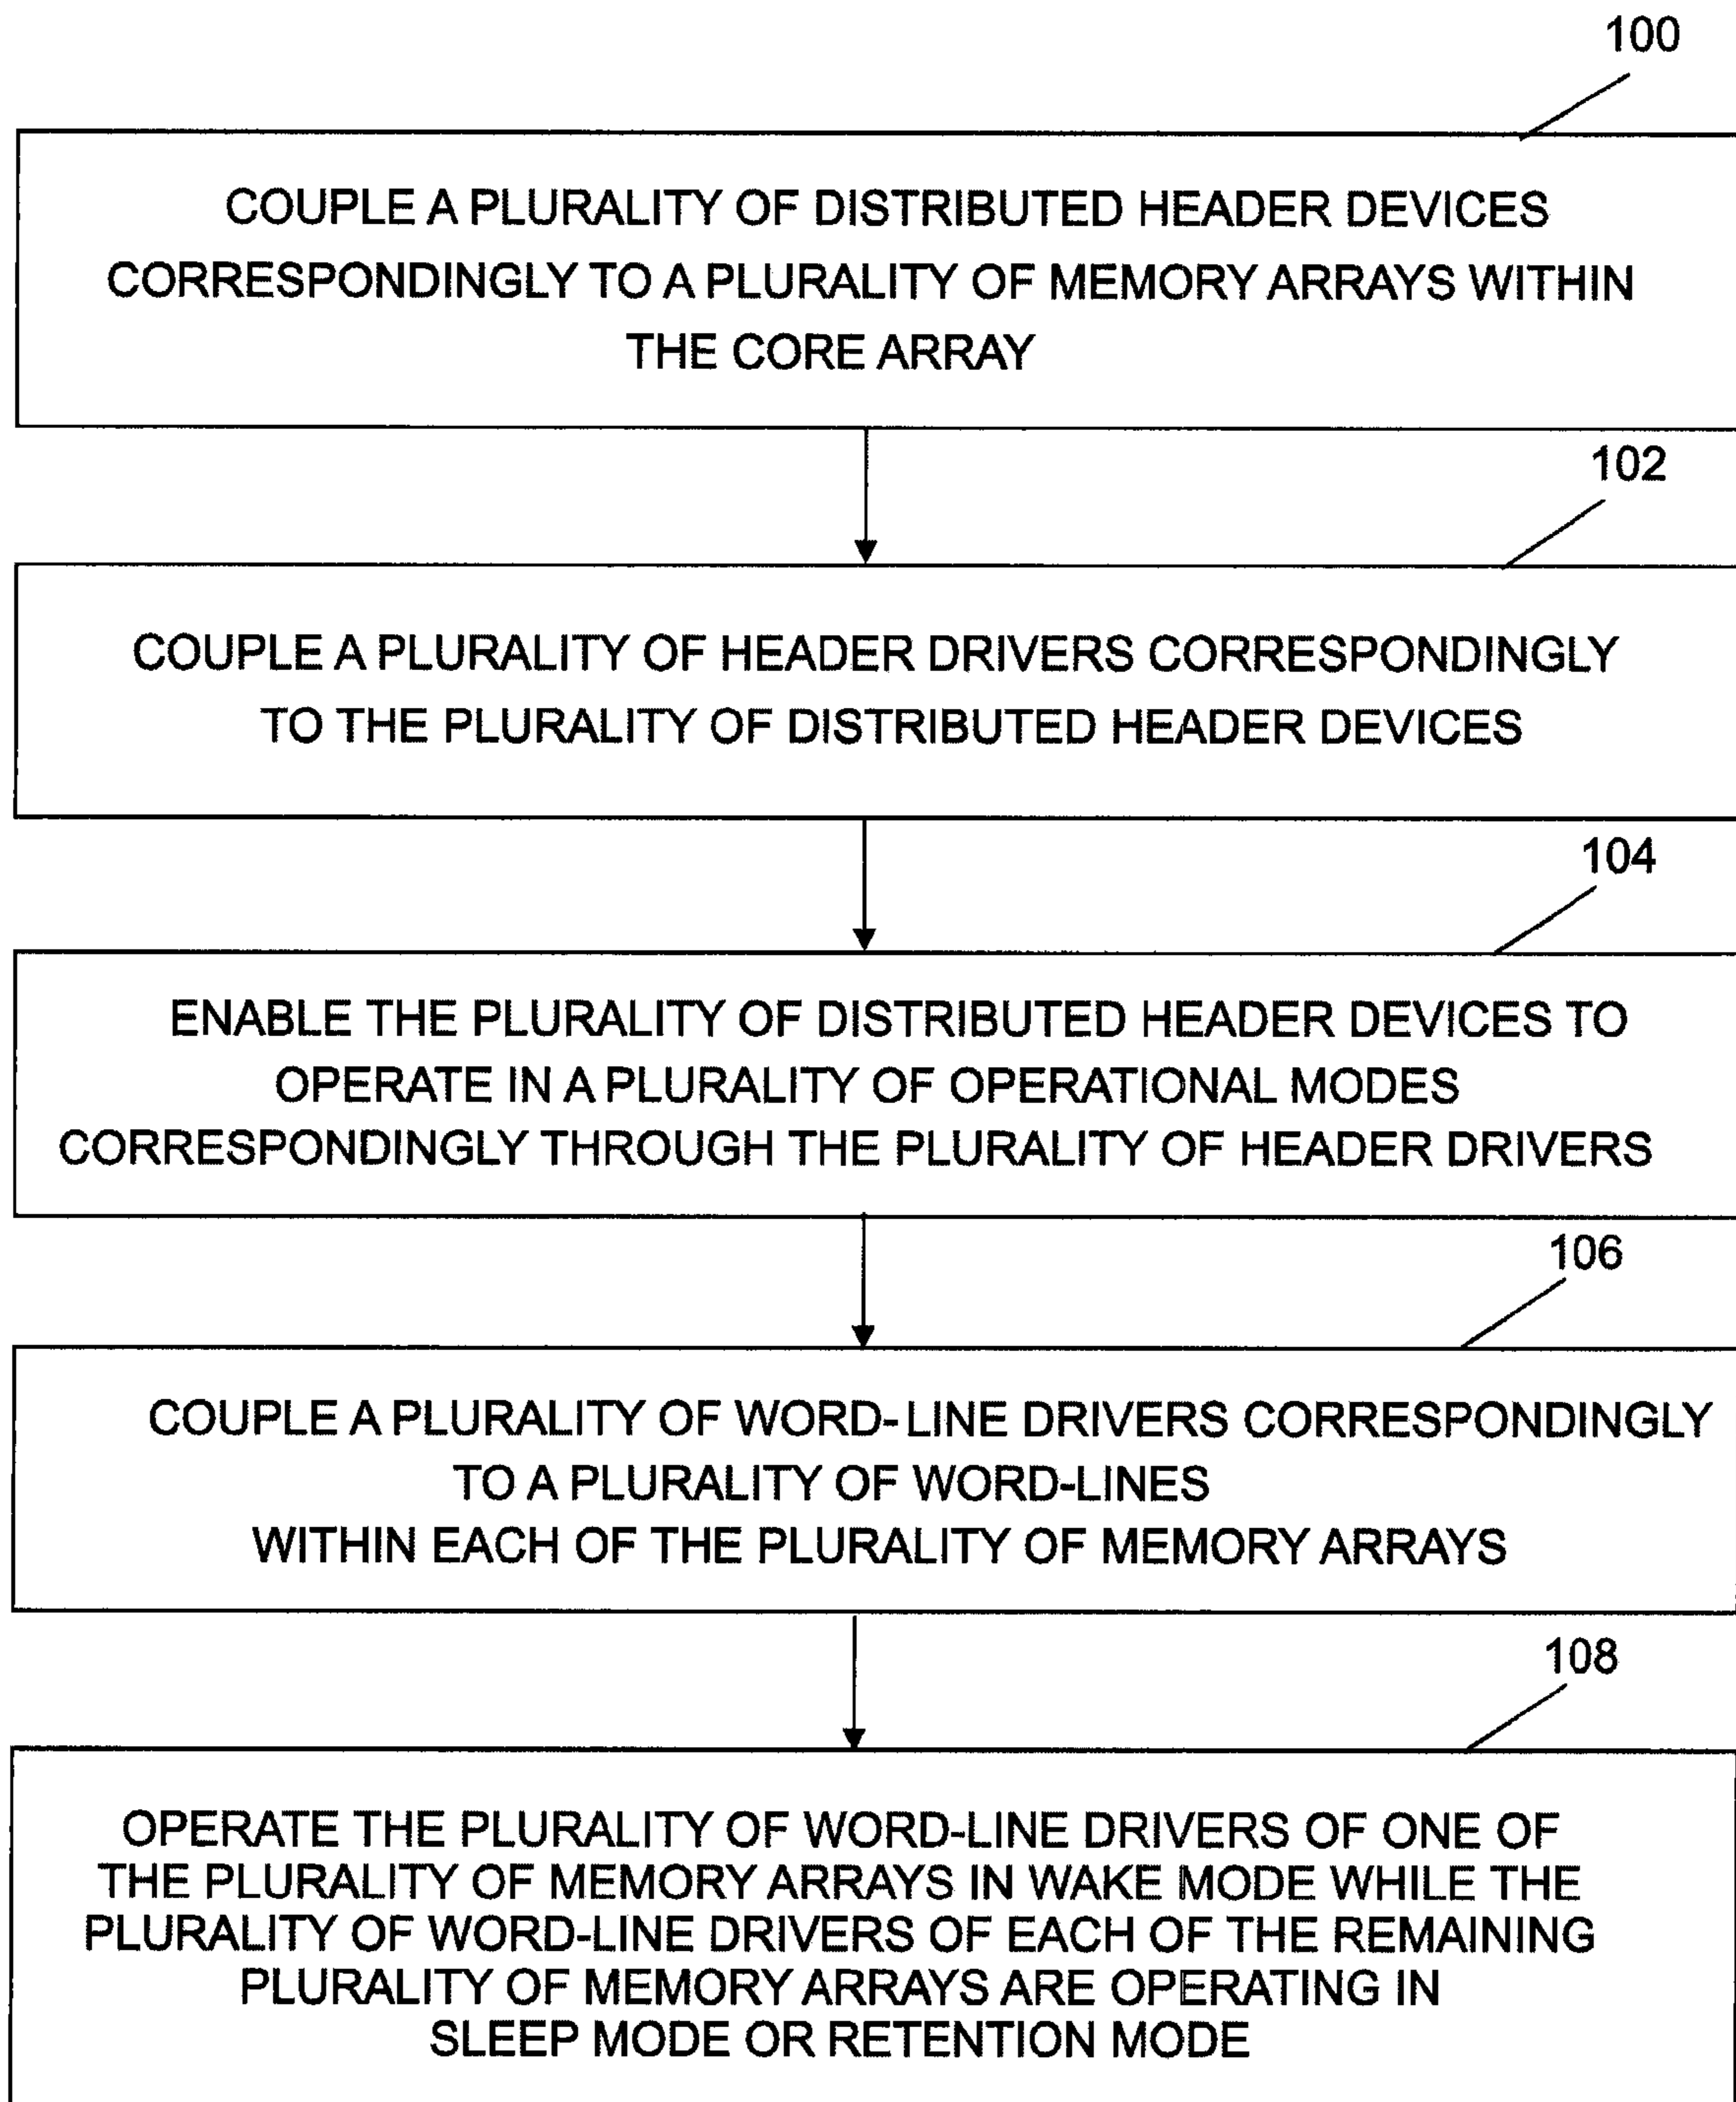 100
COUPLE A PLURALITY OF DISTRIBUTED HEADER DEVICES
CORRESPONDINGLY TO A PLURALITY OF MEMORY ARRAYS WITHIN
THE CORE ARRAY
102
COUPLE A PLURALITY OF HEADER DRIVERS CORRESPONDINGLY
TO THE PLURALITY OF DISTRIBUTED HEADER DEVICES
104
ENABLE THE PLURALITY OF DISTRIBUTED HEADER DEVICES TO
OPERATE IN A PLURALITY OF OPERATIONAL MODES
CORRESPONDINGLY THROUGH THE PLURALITY OF HEADER DRIVERS
106
COUPLE A PLURALITY OF WORD-LINE DRIVERS CORRESPONDINGLY
TO A PLURALITY OF WORD-LINES
WITHIN EACH OF THE PLURALITY OF MEMORY ARRAYS
108
OPERATE THE PLURALITY OF WORD-LINE DRIVERS OF ONE OF
THE PLURALITY OF MEMORY ARRAYS IN WAKE MODE WHILE THE
PLURALITY OF WORD-LINE DRIVERS OF EACH OF THE REMAINING
PLURALITY OF MEMORY ARRAYS ARE OPERATING IN
SLEEP MODE OR RETENTION MODE